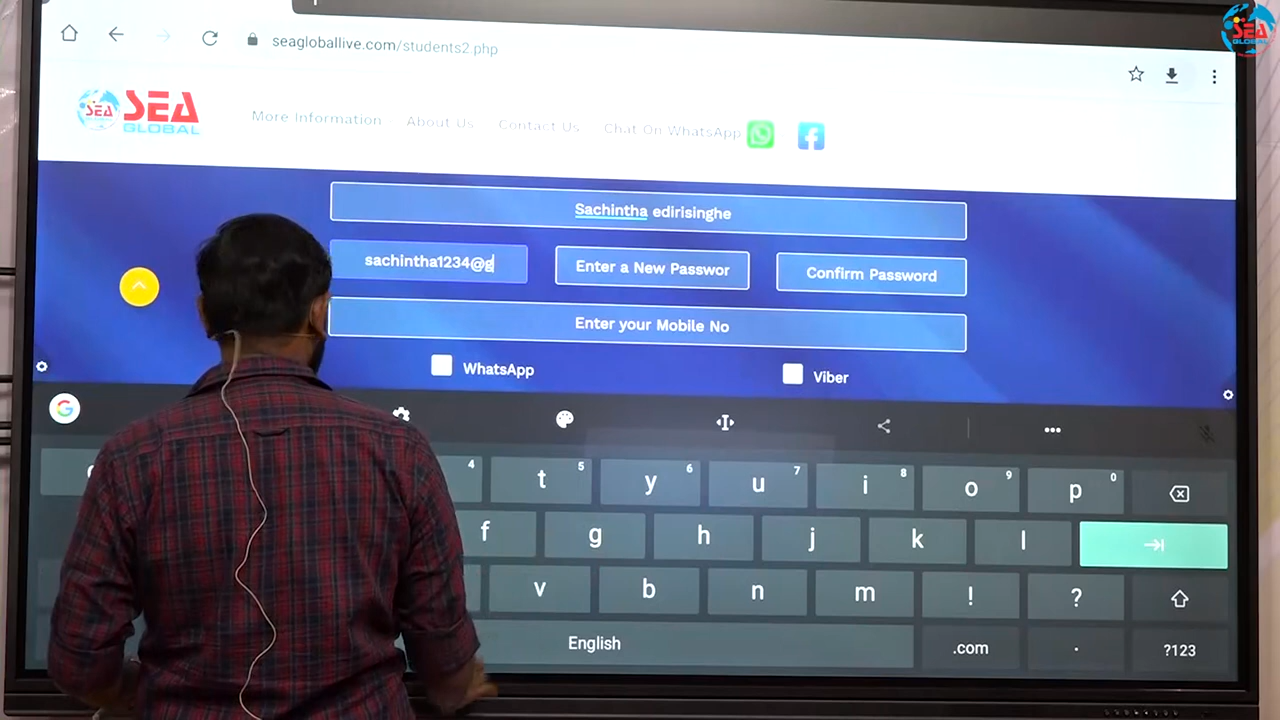 seagloballive.com/students2.php
SEA GLOBAL
SEA SEA GLOBAL
More Information About Us Contact Us Chat On WhatsApp
Sachintha edirisinghe
sachintha1234@g Enter a New Passwor Confirm Password
Enter your Mobile No
WhatsApp Viber
G
4 t 5 y 6 u 7 i 8 o 9 p 0
f g h j k l
v b n m ! ?
English .com . ?123